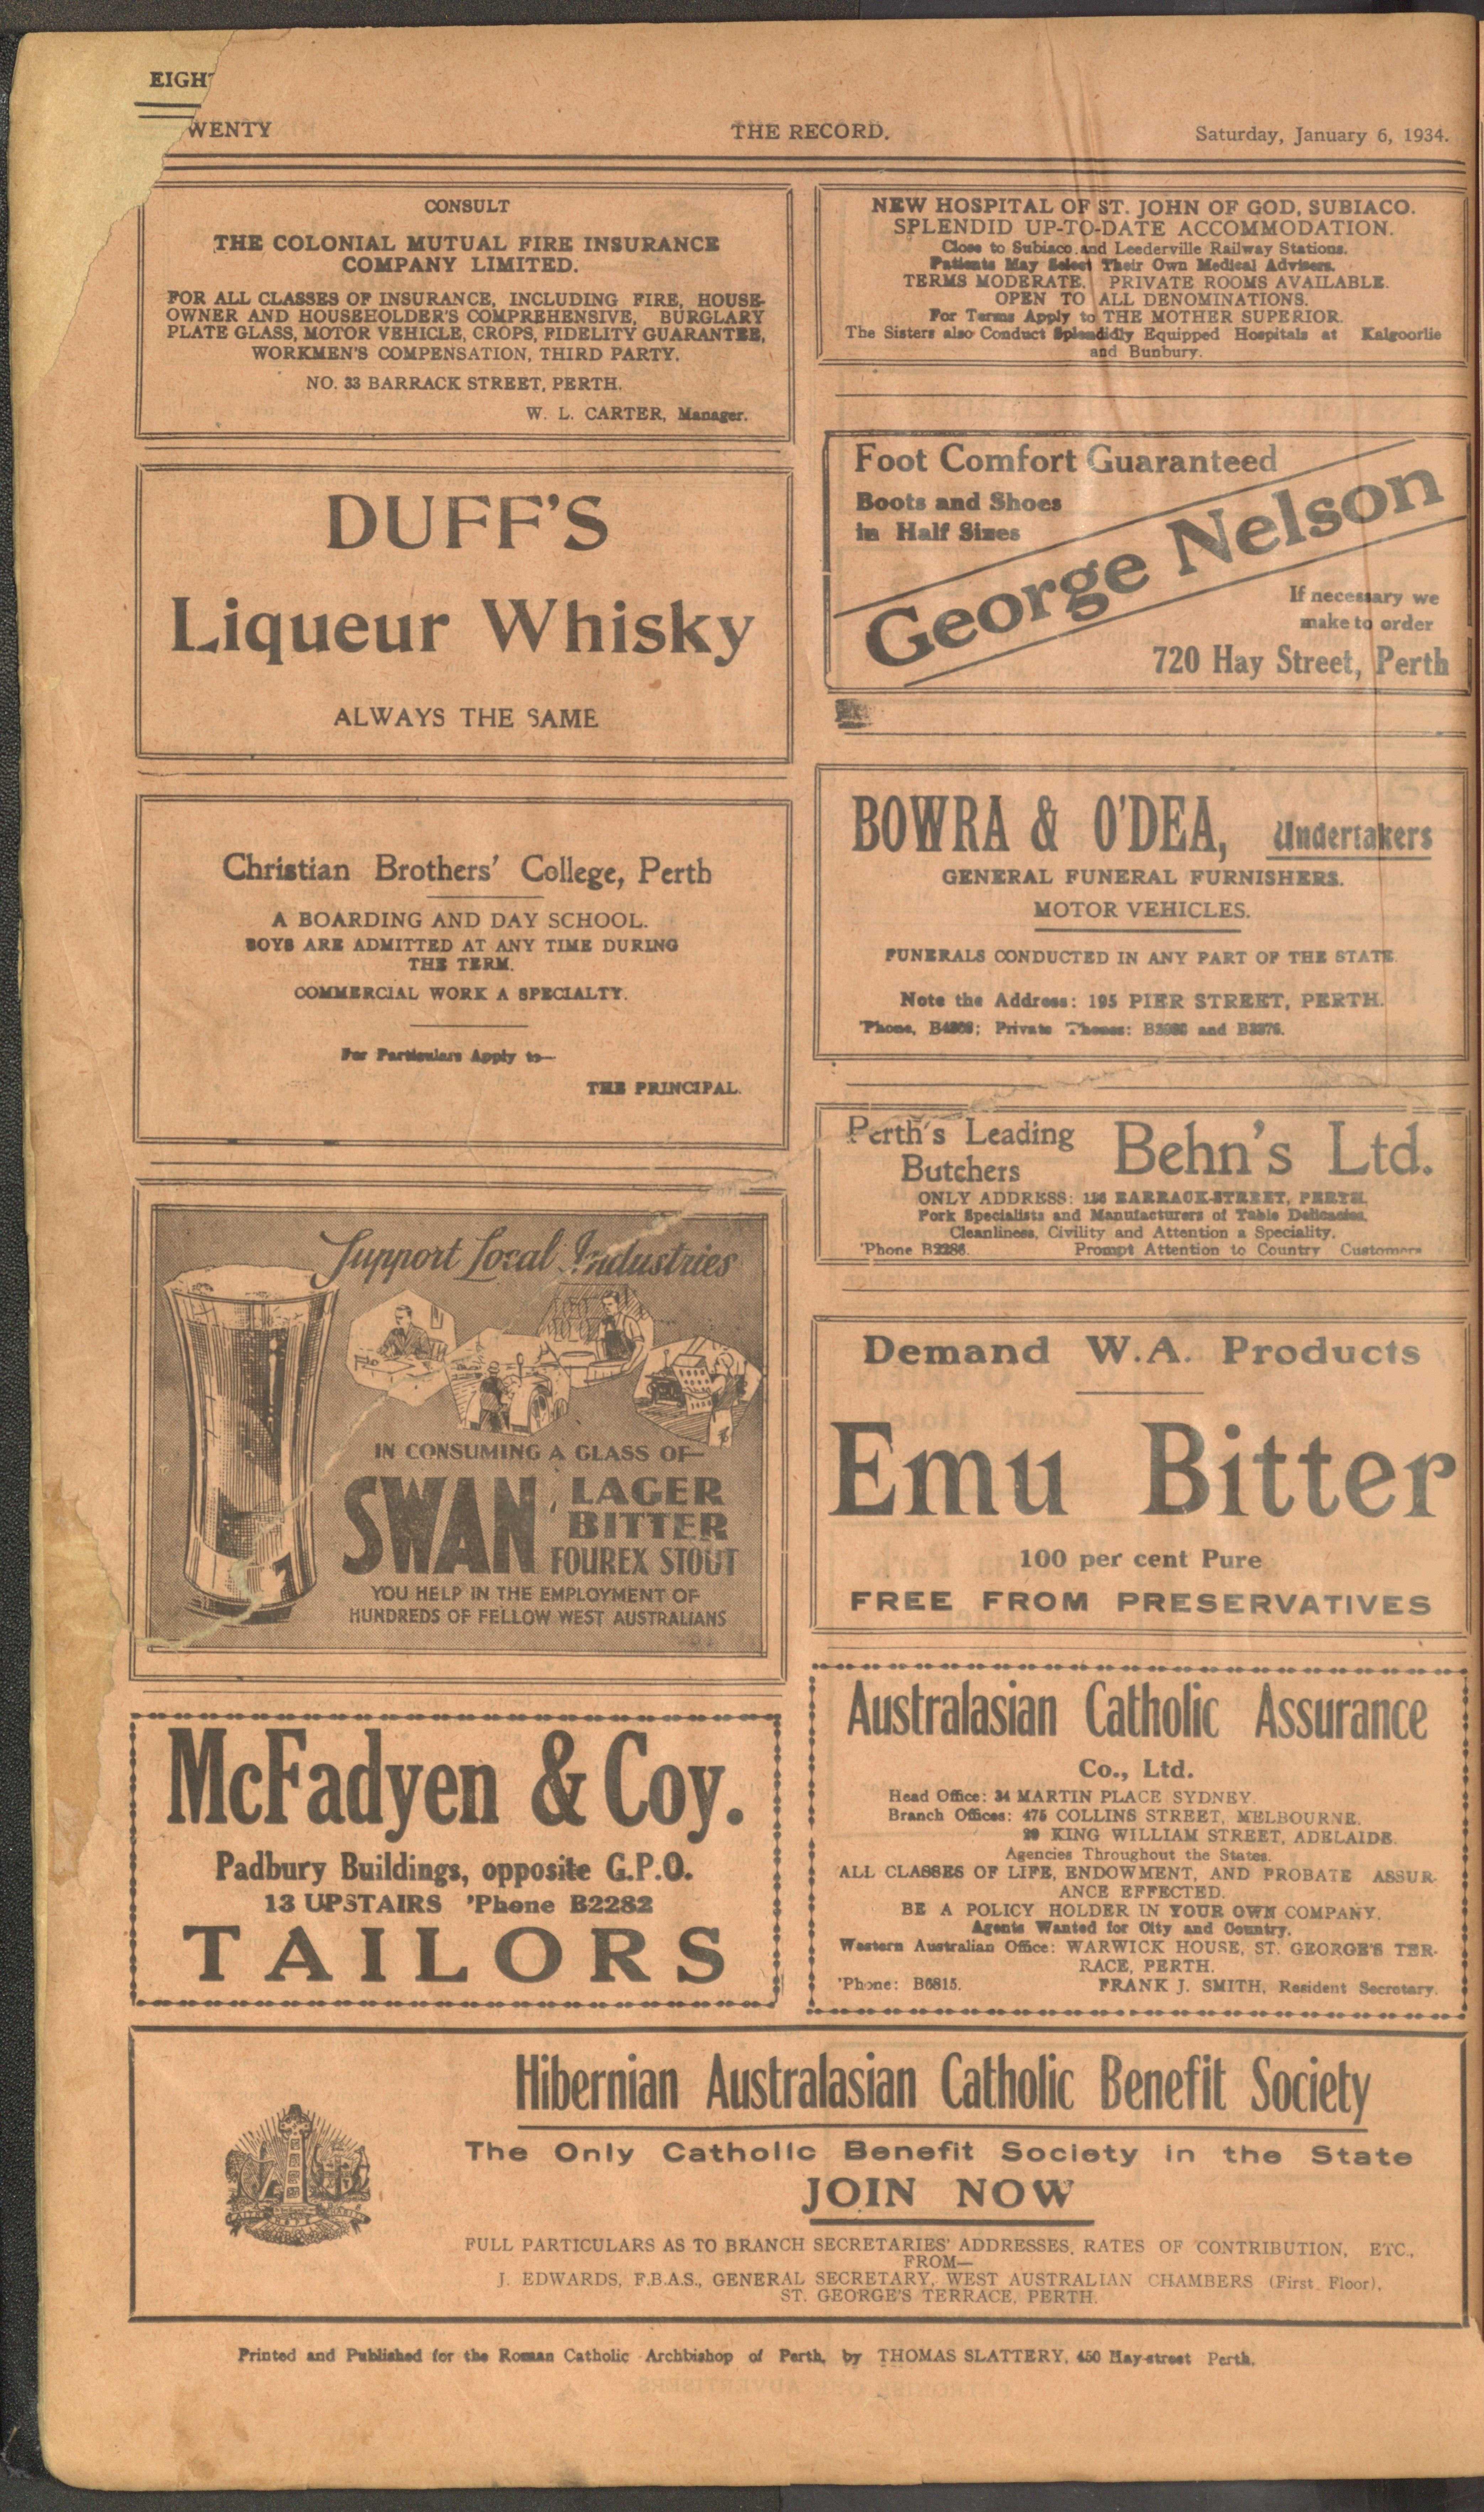 EIGH
WENTY
THE RECORD.
Saturday, January 6, 1934.
CONSULT
THE COLONIAL MUTUAL FIRE INSURANCE
COMPANY LIMITED.
FOR ALL CLASSES OF INSURANCE, INCLUDING FIRE, HOUSE-
OWNER AND HOUSEHOLDER'S COMPREHENSIVE, BURGLARY
PLATE GLASS, MOTOR VEHICLE, CROPS, FIDELITY GUARANTEE,
WORKMEN'S COMPENSATION, THIRD PARTY.
NO. 33 BARRACK STREET, PERTH.
W. L. CARTER, Manager.
DUFF'S
Liqueur Whisky
ALWAYS THE SAME
Christian Brothers' College, Perth
A BOARDING AND DAY SCHOOL.
BOYS ARE ADMITTED AT ANY TIME DURING
THE TERM.
COMMERCIAL WORK A SPECIALTY.
For Particulars Apply to—
THE PRINCIPAL.
Support Local Industries
IN CONSUMING A GLASS OF—
SWAN LAGER
BITTER
FOUREX STOUT
YOU HELP IN THE EMPLOYMENT OF
HUNDREDS OF FELLOW WEST AUSTRALIANS
McFadyen & Coy.
Padbury Buildings, opposite G.P.O.
13 UPSTAIRS 'Phone B2282
TAILORS
NEW HOSPITAL OF ST. JOHN OF GOD, SUBIACO.
SPLENDID UP-TO-DATE ACCOMMODATION.
Close to Subiaco and Leederville Railway Stations.
Patients May Select Their Own Medical Advisers.
TERMS MODERATE. PRIVATE ROOMS AVAILABLE.
OPEN TO ALL DENOMINATIONS.
For Terms Apply to THE MOTHER SUPERIOR.
The Sisters also Conduct Splendidly Equipped Hospitals at Kalgoorlie
and Bunbury.
Foot Comfort Guaranteed
Boots and Shoes
in Half Sizes
George Nelson
If necessary we
make to order
720 Hay Street, Perth
BOWRA & O'DEA, Undertakers
GENERAL FUNERAL FURNISHERS.
MOTOR VEHICLES.
FUNERALS CONDUCTED IN ANY PART OF THE STATE.
Note the Address: 195 PIER STREET, PERTH.
'Phone, Private 'Phones: and
Perth's Leading
Butchers
Behn's Ltd.
ONLY ADDRESS: BARRACK-STREET, PERTH.
Pork Specialists and Manufacturers of Table Delicacies.
Cleanliness, Civility and Attention a Speciality.
'Phone B2286. Prompt Attention to Country Customers
Demand W.A. Products
Emu Bitter
100 per cent Pure
FREE FROM PRESERVATIVES
Australasian Catholic Assurance
Co., Ltd.
Head Office: 34 MARTIN PLACE SYDNEY.
Branch Offices: 475 COLLINS STREET, MELBOURNE.
KING WILLIAM STREET, ADELAIDE.
Agencies Throughout the States.
ALL CLASSES OF LIFE, ENDOWMENT, AND PROBATE ASSUR-
ANCE EFFECTED.
BE A POLICY HOLDER IN YOUR OWN COMPANY.
Agents Wanted for City and Country.
Western Australian Office: WARWICK HOUSE, ST. GEORGE'S TER-
RACE, PERTH.
'Phone: B6815. FRANK J. SMITH, Resident Secretary.
Hibernian Australasian Catholic Benefit Society
The Only Catholic Benefit Society in the State
JOIN NOW
FULL PARTICULARS AS TO BRANCH SECRETARIES' ADDRESSES, RATES OF CONTRIBUTION, ETC.,
FROM—
J. EDWARDS, F.B.A.S., GENERAL SECRETARY, WEST AUSTRALIAN CHAMBERS (First Floor),
ST. GEORGE'S TERRACE, PERTH.
Printed and Published for the Roman Catholic Archbishop of Perth, by THOMAS SLATTERY, 450 Hay-street Perth.